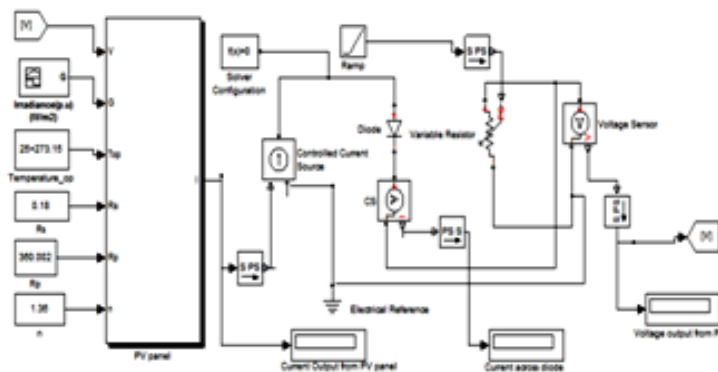 [V]
V
G
Irradiance(p.u)
(W/m2)
25+273.15
Top
Temperature_op
0.18
Rs
Rs
360.002
Rp
Rp
1.36
n
n
I
PV panel
f(x)=0
Solver
Configuration
Ramp
S PS
Diode
Variable Resistor
Voltage Sensor
V
Controlled Current
Source
CS
PS S
S PS
[V]
Electrical Reference
Current Output from PV panel
Current across diode
Voltage output from